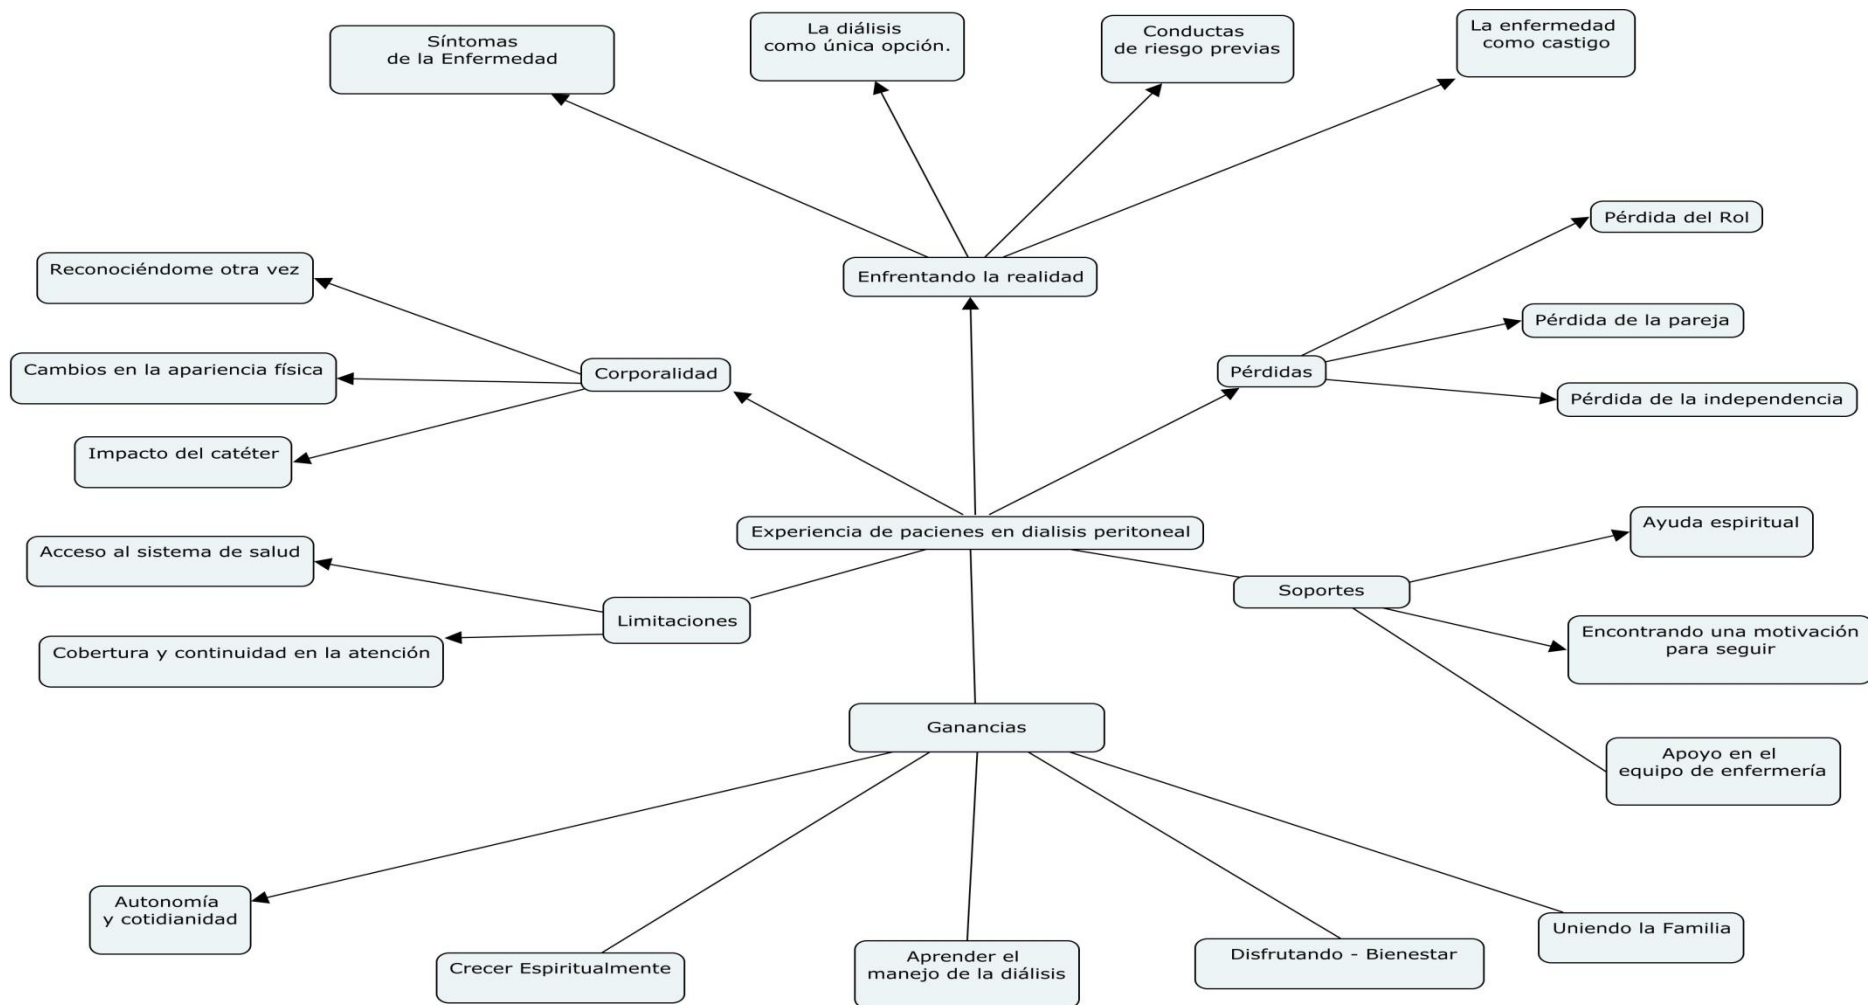 Síntomas
de la Enfermedad
La diálisis
como única opción.
Conductas
de riesgo previas
La enfermedad
como castigo
Enfrentando la realidad
Pérdida del Rol
Pérdida de la pareja
Pérdida de la independencia
Pérdidas
Reconociéndome otra vez
Cambios en la apariencia física
Impacto del catéter
Corporalidad
Experiencia de pacienes en dialisis peritoneal
Acceso al sistema de salud
Cobertura y continuidad en la atención
Limitaciones
Soportes
Ayuda espiritual
Encontrando una motivación
para seguir
Apoyo en el
equipo de enfermería
Ganancias
Autonomía
y cotidianidad
Crecer Espiritualmente
Aprender el
manejo de la diálisis
Disfrutando - Bienestar
Uniendo la Familia